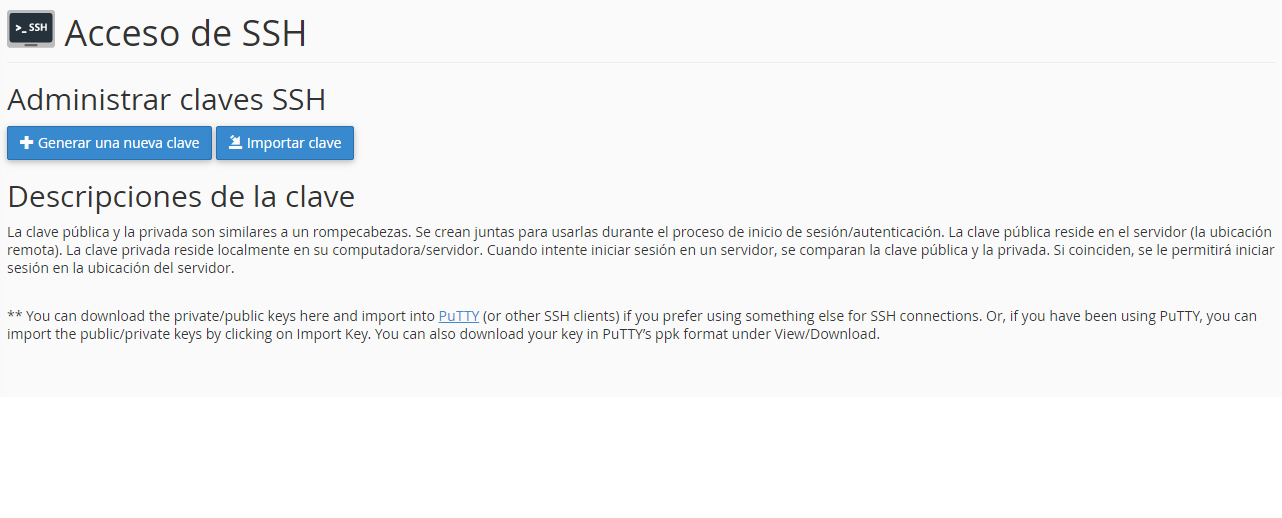 >_ SSH
Acceso de SSH
Administrar claves SSH
Generar una nueva clave
Importar clave
Descripciones de la clave
La clave pública y la privada son similares a un rompecabezas. Se crean juntas para usarlas durante el proceso de inicio de sesión/autenticación. La clave pública reside en el servidor (la ubicación
remota). La clave privada reside localmente en su computadora/servidor. Cuando intente iniciar sesión en un servidor, se comparan la clave pública y la privada. Si coinciden, se le permitirá iniciar
sesión en la ubicación del servidor.
** You can download the private/public keys here and import into PuTTY (or other SSH clients) if you prefer using something else for SSH connections. Or, if you have been using PuTTY, you can
import the public/private keys by clicking on Import Key. You can also download your key in PuTTY’s ppk format under View/Download.